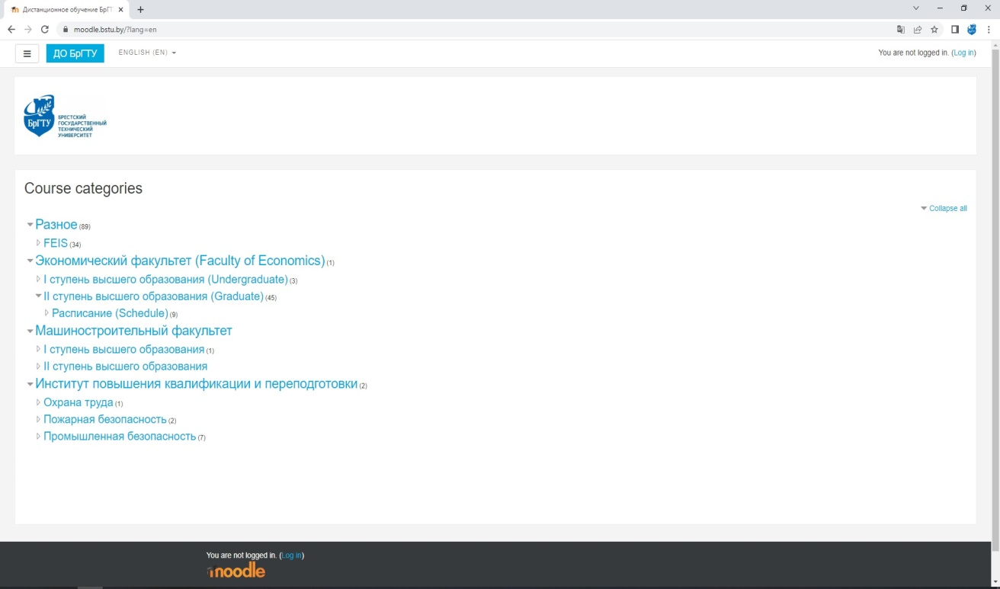 Дистанционное обучение БрГТ
moodle.bstu.by/?lang=en
ДО БрГТУ
ENGLISH (EN)
You are not logged in. (Log in)
БрГТУ
БРЕСТСКИЙ
ГОСУДАРСТВЕННЫЙ
ТЕХНИЧЕСКИЙ
УНИВЕРСИТЕТ
Course categories
Collapse all
Разное (89)
FEIS (34)
Экономический факультет (Faculty of Economics) (1)
I ступень высшего образования (Undergraduate) (3)
II ступень высшего образования (Graduate) (45)
Расписание (Schedule) (9)
Машиностроительный факультет
I ступень высшего образования (1)
II ступень высшего образования
Институт повышения квалификации и переподготовки (2)
Охрана труда (1)
Пожарная безопасность (2)
Промышленная безопасность (7)
You are not logged in. (Log in)
moodle